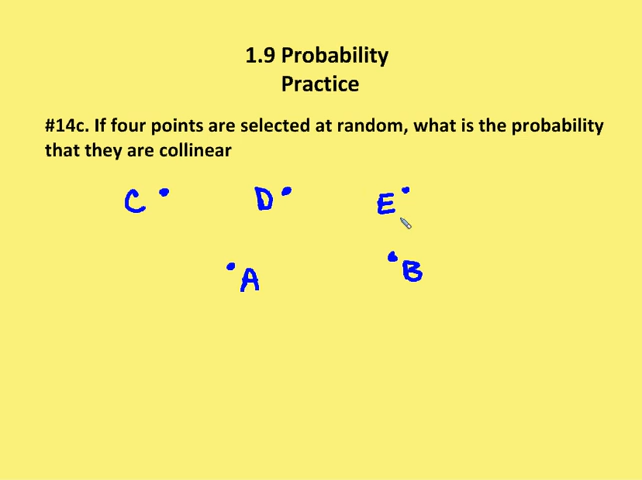 1.9 Probability
Practice
#14c. If four points are selected at random, what is the probability
that they are collinear
C D E
A B